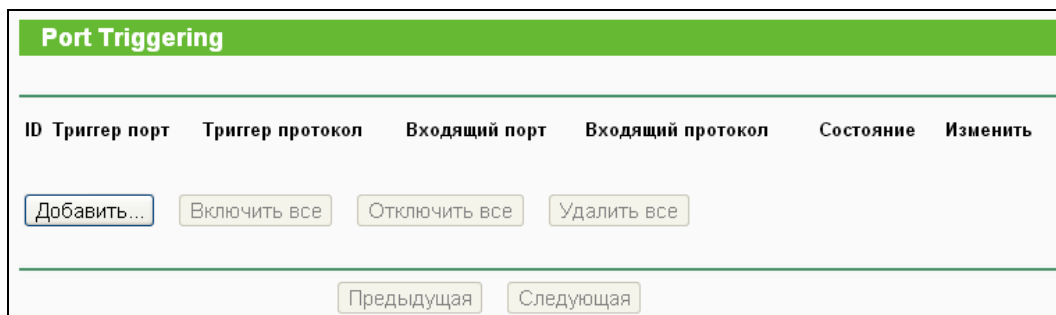 Port Triggering
ID Триггер порт Триггер протокол Входящий порт Входящий протокол Состояние Изменить
Добавить... Включить все Отключить все Удалить все
Предыдущая Следующая